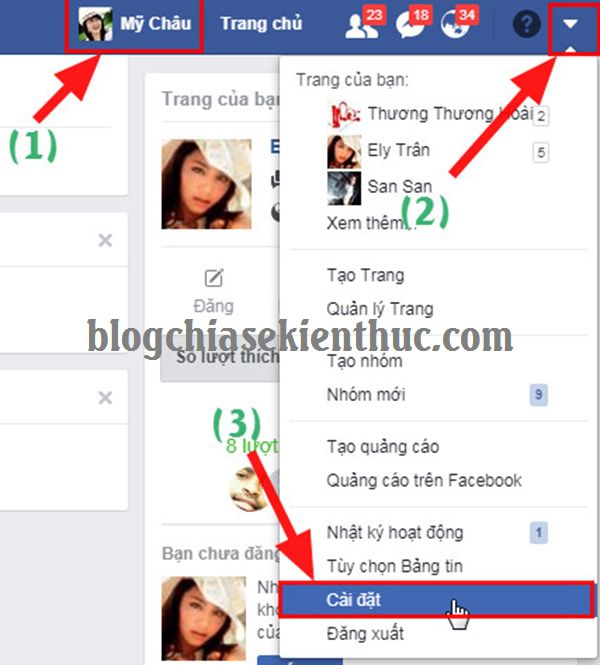 Mỹ Châu
Trang chủ
23
18
34
?
(1)
Trang của bạn
Trang của bạn:
Thương Thương Hoài
2
Ely Trân
5
San San
(2)
Xem thêm...
Đăng
Tạo Trang
Quản lý Trang
blogchiasekienthuc.com
Số lượt thích
Tạo nhóm
Nhóm mới
9
(3)
8 lượt
Tạo quảng cáo
Quảng cáo trên Facebook
Nhật ký hoạt động
1
Bạn chưa đăng
Tùy chọn Bảng tin
Cài đặt
Đăng xuất
của